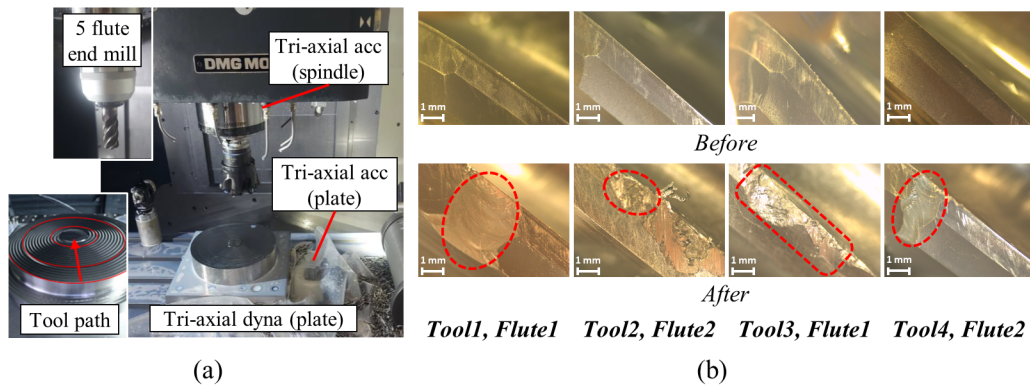 5 flute
end mill
DMG MO
Tri-axial acc
(spindle)
Tri-axial acc
(plate)
Tool path
Tri-axial dyna (plate)
(a)
1 mm
1 mm
1 mm
1 mm
Before
1 mm
1 mm
1 mm
1 mm
After
Tool1, Flute1
Tool2, Flute2
Tool3, Flute1
Tool4, Flute2
(b)